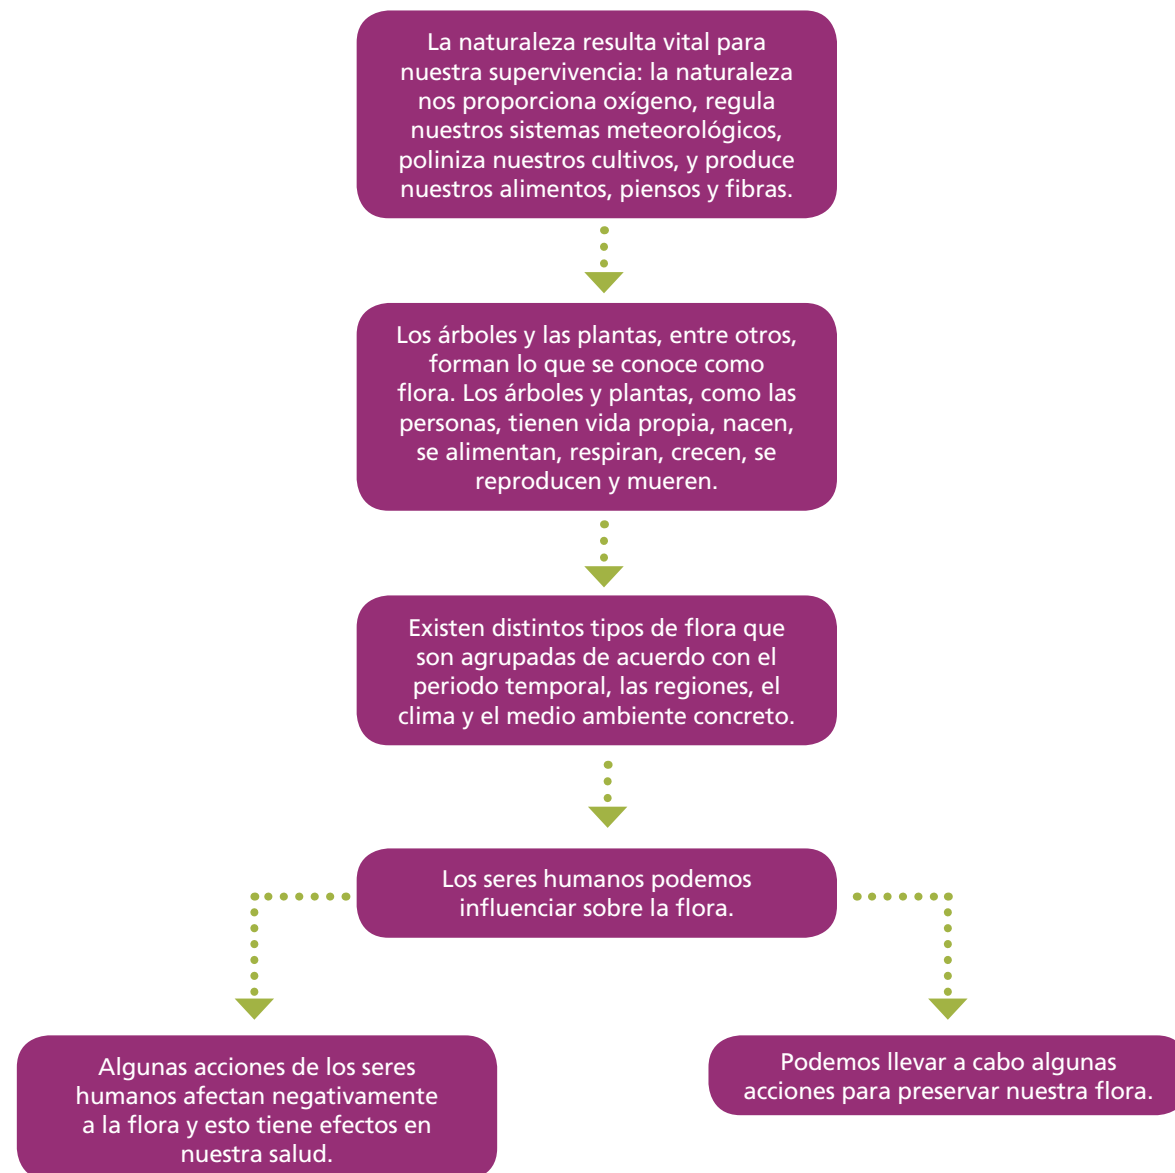 La naturaleza resulta vital para
nuestra supervivencia: la naturaleza
nos proporciona oxígeno, regula
nuestros sistemas meteorológicos,
poliniza nuestros cultivos, y produce
nuestros alimentos, piensos y fibras.
Los árboles y las plantas, entre otros,
forman lo que se conoce como
flora. Los árboles y plantas, como las
personas, tienen vida propia, nacen,
se alimentan, respiran, crecen, se
reproducen y mueren.
Existen distintos tipos de flora que
son agrupadas de acuerdo con el
periodo temporal, las regiones, el
clima y el medio ambiente concreto.
Los seres humanos podemos
influenciar sobre la flora.
Algunas acciones de los seres
humanos afectan negativamente
a la flora y esto tiene efectos en
nuestra salud.
Podemos llevar a cabo algunas
acciones para preservar nuestra flora.